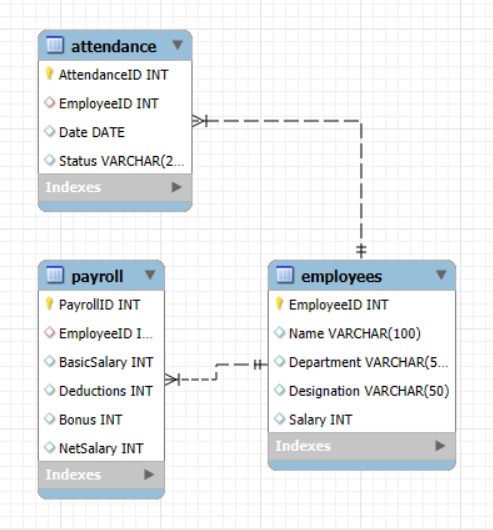 attendance
AttendanceID INT
EmployeeID INT
Date DATE
Status VARCHAR(2...
Indexes
payroll
PayrollID INT
EmployeeID I...
BasicSalary INT
Deductions INT
Bonus INT
NetSalary INT
Indexes
employees
EmployeeID INT
Name VARCHAR(100)
Department VARCHAR(5...
Designation VARCHAR(50)
Salary INT
Indexes